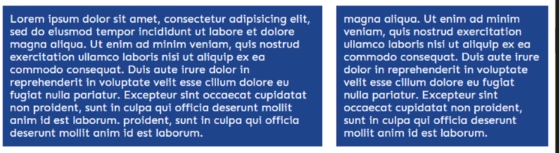 Lorem ipsum dolor sit amet, consectetur adipisicing elit,
sed do eiusmod tempor incididunt ut labore et dolore
magna aliqua. Ut enim ad minim veniam, quis nostrud
exercitation ullamco laboris nisi ut aliquip ex ea
commodo consequat. Duis aute irure dolor in
reprehenderit in voluptate velit esse cillum dolore eu
fugiat nulla pariatur. Excepteur sint occaecat cupidatat
non proident, sunt in culpa qui officia deserunt mollit
anim id est laborum. proident, sunt in culpa qui officia
deserunt mollit anim id est laborum.
magna aliqua. Ut enim ad minim
veniam, quis nostrud exercitation
ullamco laboris nisi ut aliquip ex ea
commodo consequat. Duis aute irure
dolor in reprehenderit in voluptate
velit esse cillum dolore eu fugiat
nulla pariatur. Excepteur sint
occaecat cupidatat non proident,
sunt in culpa qui officia deserunt
mollit anim id est laborum.